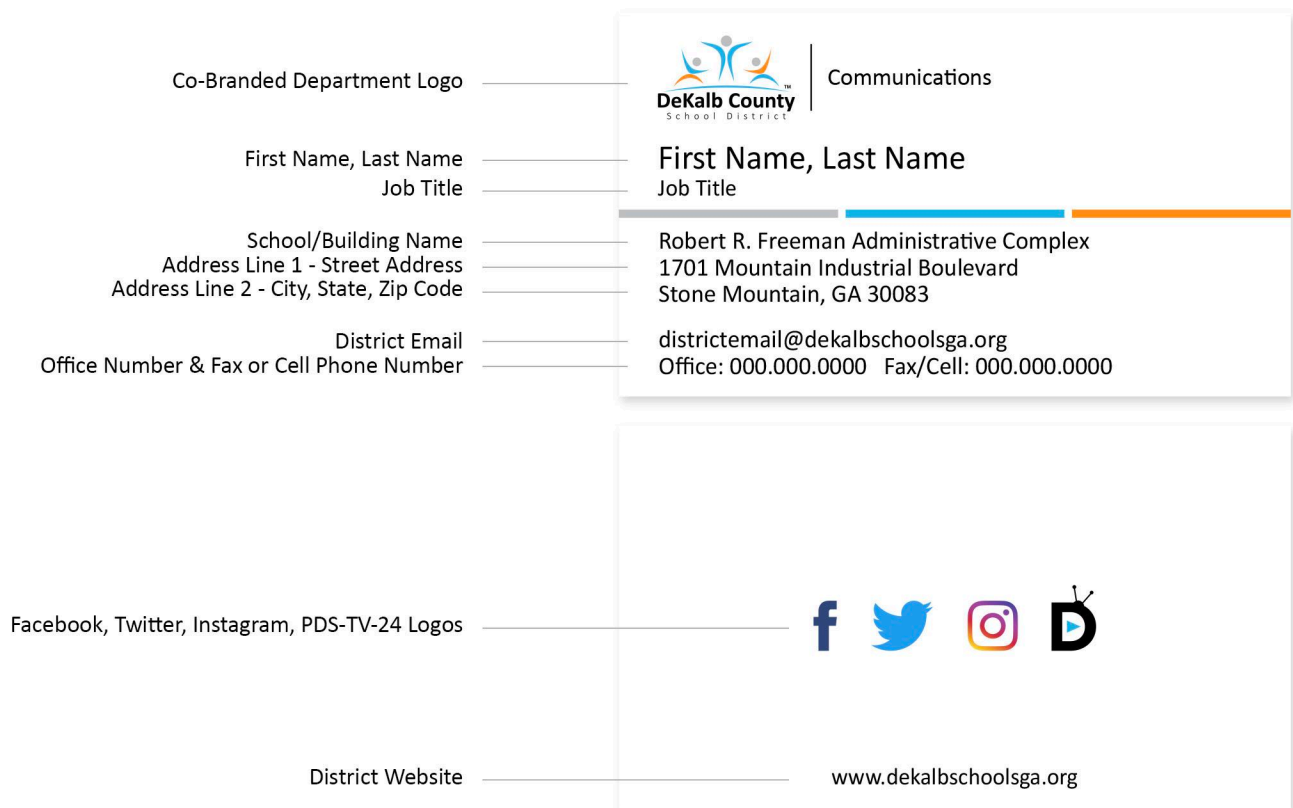 Co-Branded Department Logo
DeKalb County™
School District
Communications
First Name, Last Name
First Name, Last Name
Job Title
Job Title
School/Building Name
Robert R. Freeman Administrative Complex
Address Line 1 - Street Address
1701 Mountain Industrial Boulevard
Address Line 2 - City, State, Zip Code
Stone Mountain, GA 30083
District Email
districtemail@dekalbschoolsga.org
Office Number & Fax or Cell Phone Number
Office: 000.000.0000 Fax/Cell: 000.000.0000
Facebook, Twitter, Instagram, PDS-TV-24 Logos
District Website
www.dekalbschoolsga.org